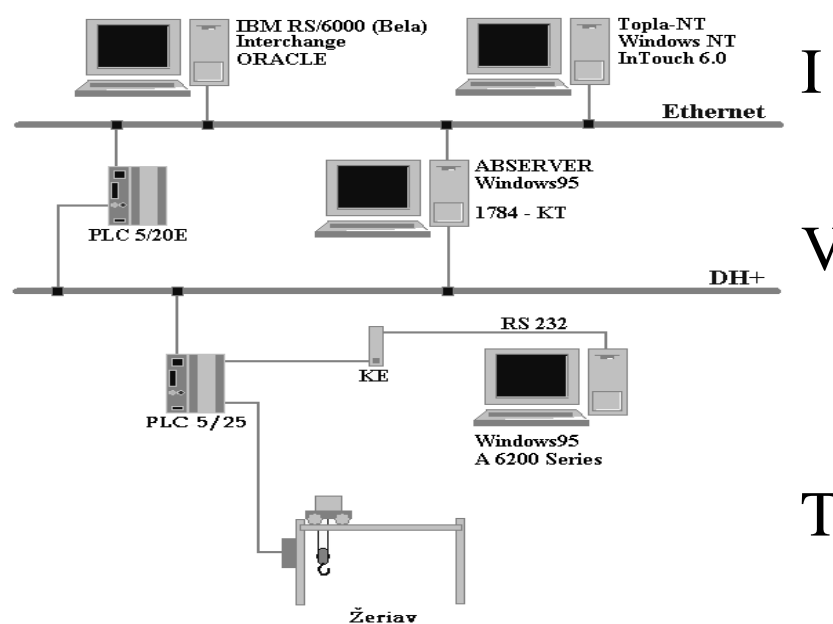 IBM RS/6000 (Bela)
Interchange
ORACLE
Topla-NT
Windows NT
InTouch 6.0
I
Ethernet
ABSERVER
Windows95
1784 - KT
PLC 5/20E
V
DH+
RS 232
KE
PLC 5/25
Windows95
A 6200 Series
T
Žeriav